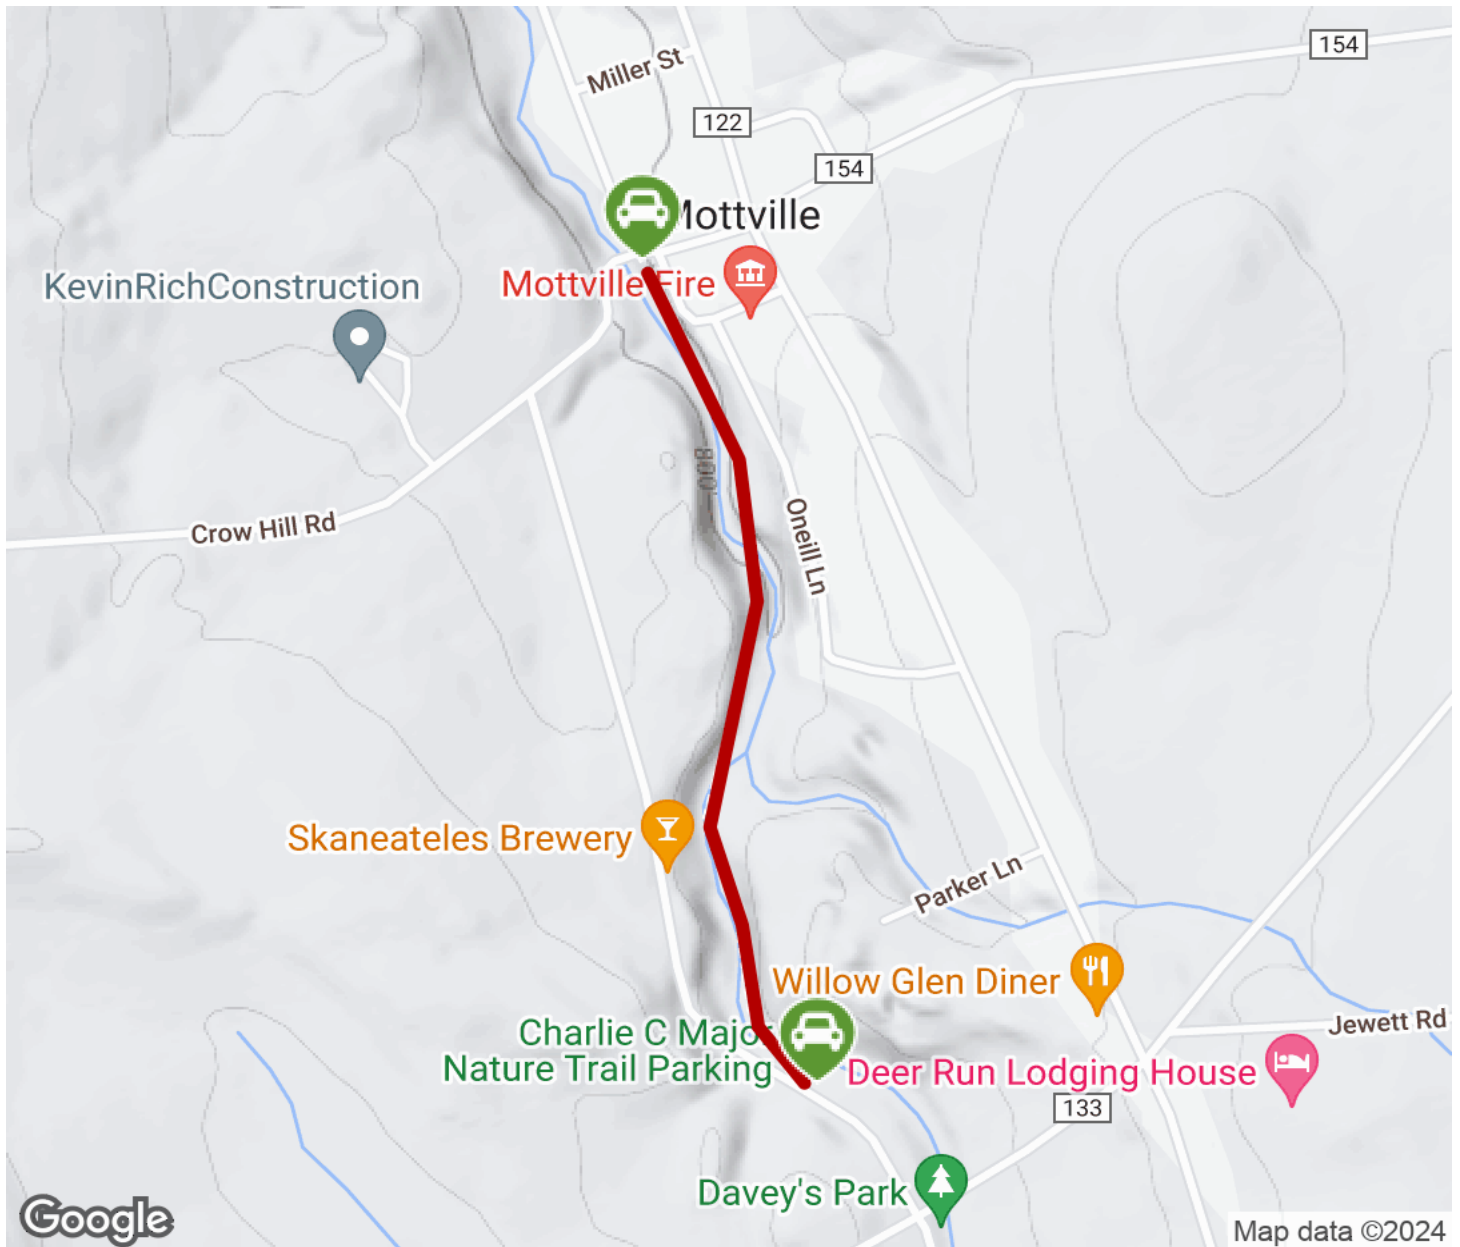 154
Miller St
122
154
Mottville
Mottville Fire
KevinRichConstruction
800
Crow Hill Rd
Oneill Ln
Skaneateles Brewery
Parker Ln
Willow Glen Diner
Charlie C Major
Nature Trail Parking
Jewett Rd
Deer Run Lodging House
133
Davey's Park
Google
Map data ©2024